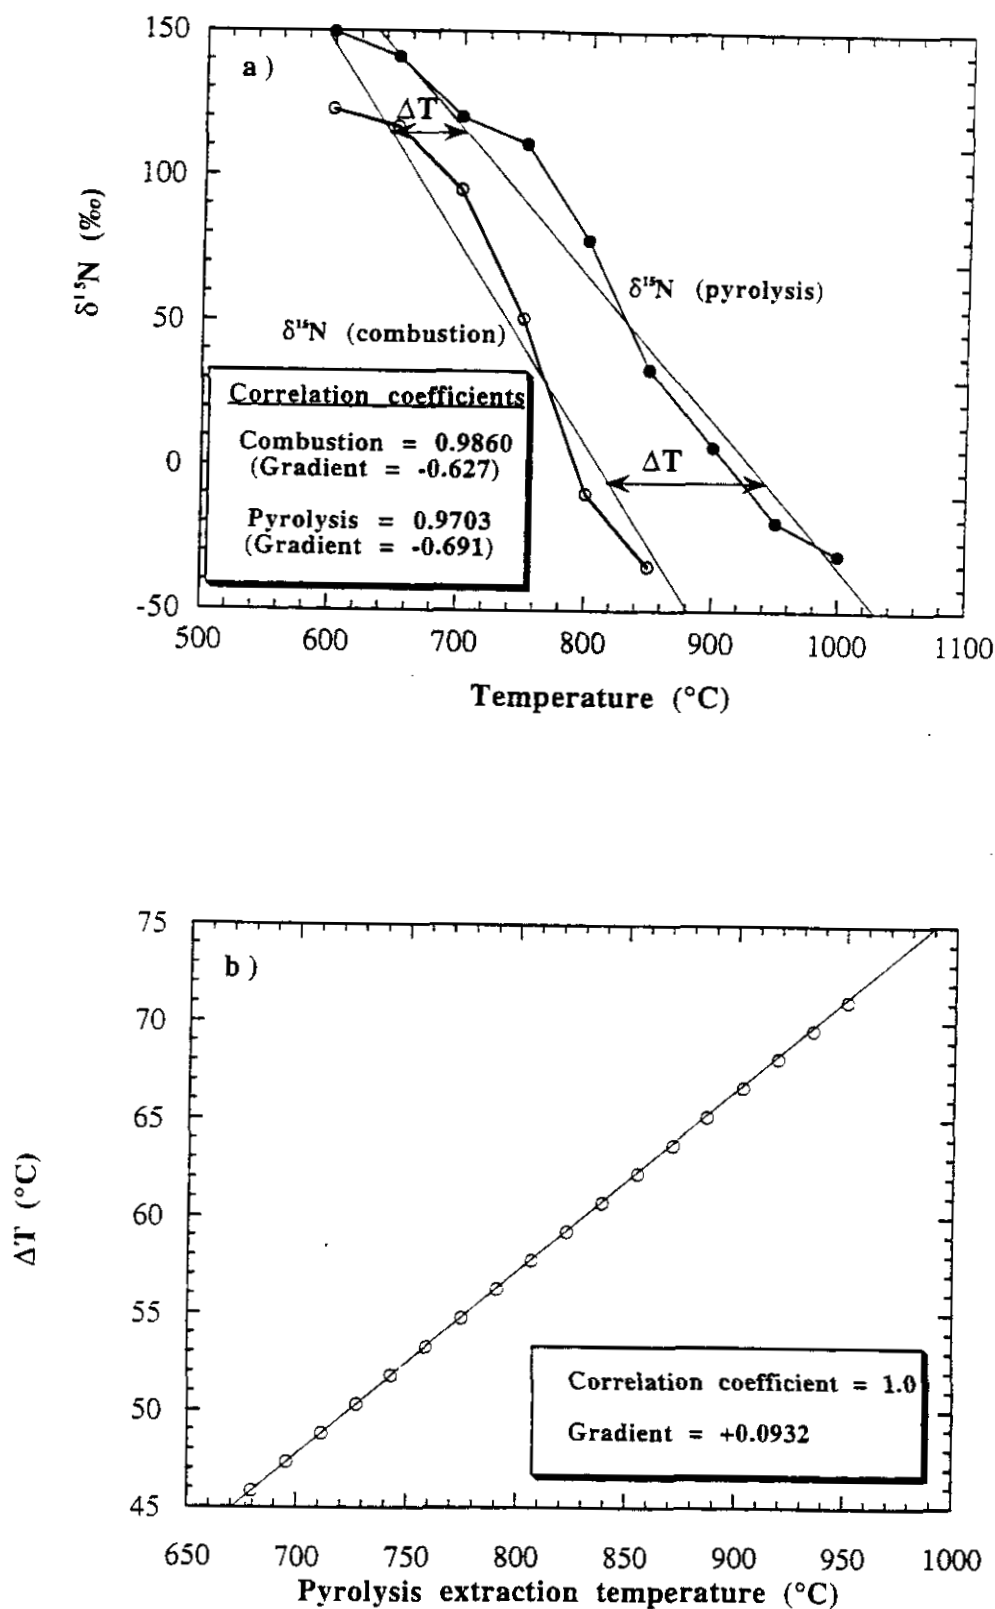 150
a )
ΔT
100
δ¹⁵N (‰)
δ¹⁵N (pyrolysis)
50
δ¹⁵N (combustion)
Correlation coefficients
Combustion = 0.9860
(Gradient = -0.627)
Pyrolysis = 0.9703
(Gradient = -0.691)
0
ΔT
-50
500 600 700 800 900 1000 1100
Temperature (°C)
75
b )
70
65
ΔT (°C)
60
55
Correlation coefficient = 1.0
Gradient = +0.0932
50
45
650 700 750 800 850 900 950 1000
Pyrolysis extraction temperature (°C)